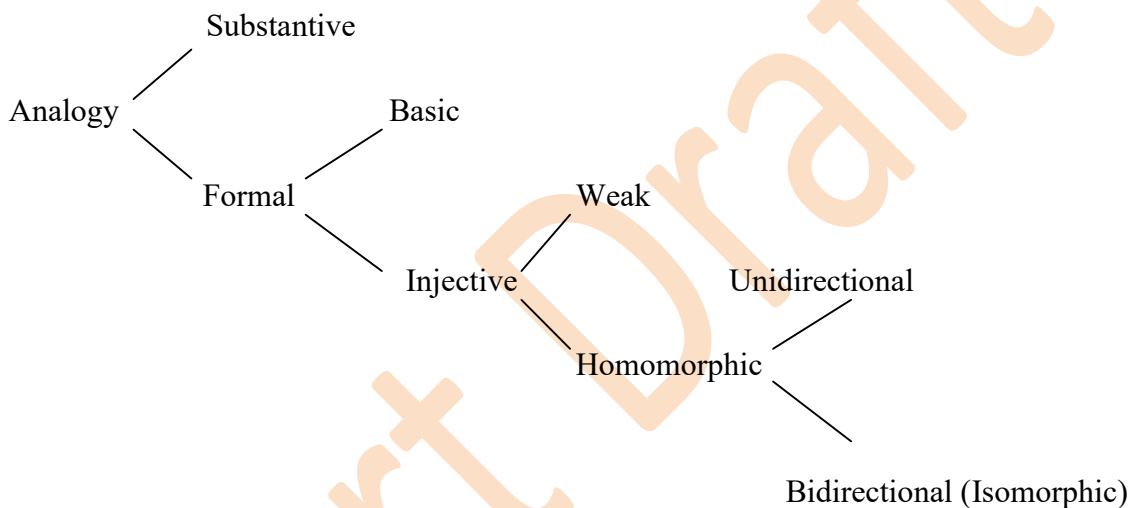 Substantive
Analogy
Basic
Formal
Weak
Injective
Unidirectional
Homomorphic
Bidirectional (Isomorphic)
Draft